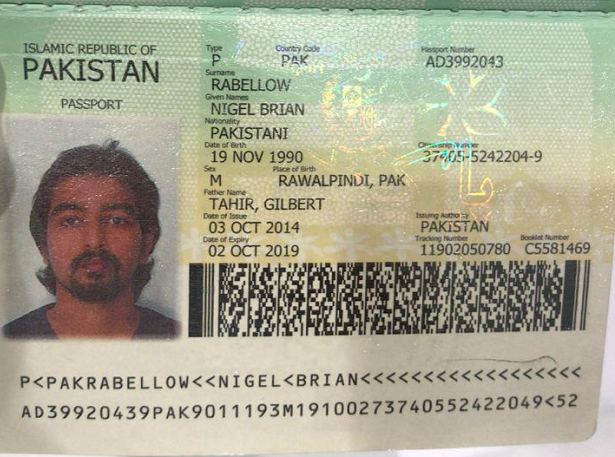 ISLAMIC REPUBLIC OF
PAKISTAN
PASSPORT
Type Country Code Passport Number
P PAK AD3992043
Surname
RABELLOW
Given Names
NIGEL BRIAN
Nationality
PAKISTANI
Date of Birth Citizenship Number
19 NOV 1990 37405-5242204-9
Sex Place of Birth
M RAWALPINDI, PAK
Father Name
TAHIR, GILBERT
Date of Issue Issuing Authority
03 OCT 2014 PAKISTAN
Date of Expiry Tracking Number Booklet Number
02 OCT 2019 11902050780 C5581469
P<PAKRABELLOW<<NIGEL<BRIAN<<<<<<<<<<<<<<<<<<
AD39920439PAK9011193M19100273740552422049<52